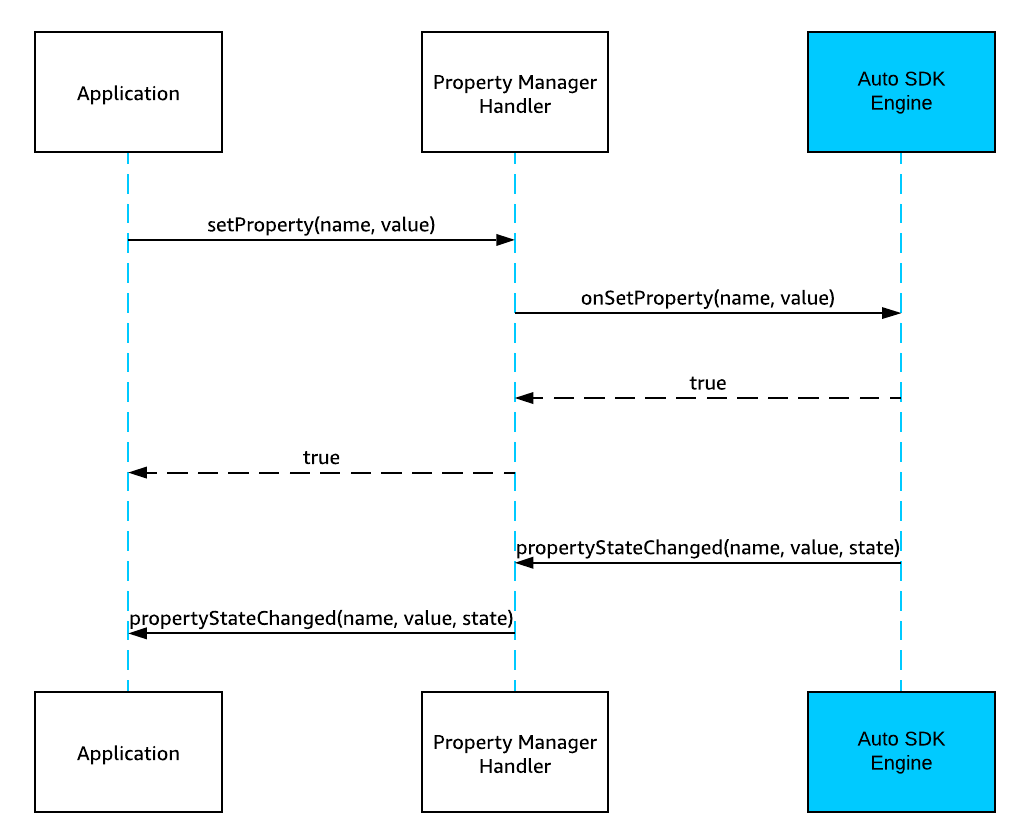 Application
Property Manager
Handler
Auto SDK
Engine
setProperty(name, value)
onSetProperty(name, value)
true
true
propertyStateChanged(name, value, state)
propertyStateChanged(name, value, state)
Application
Property Manager
Handler
Auto SDK
Engine